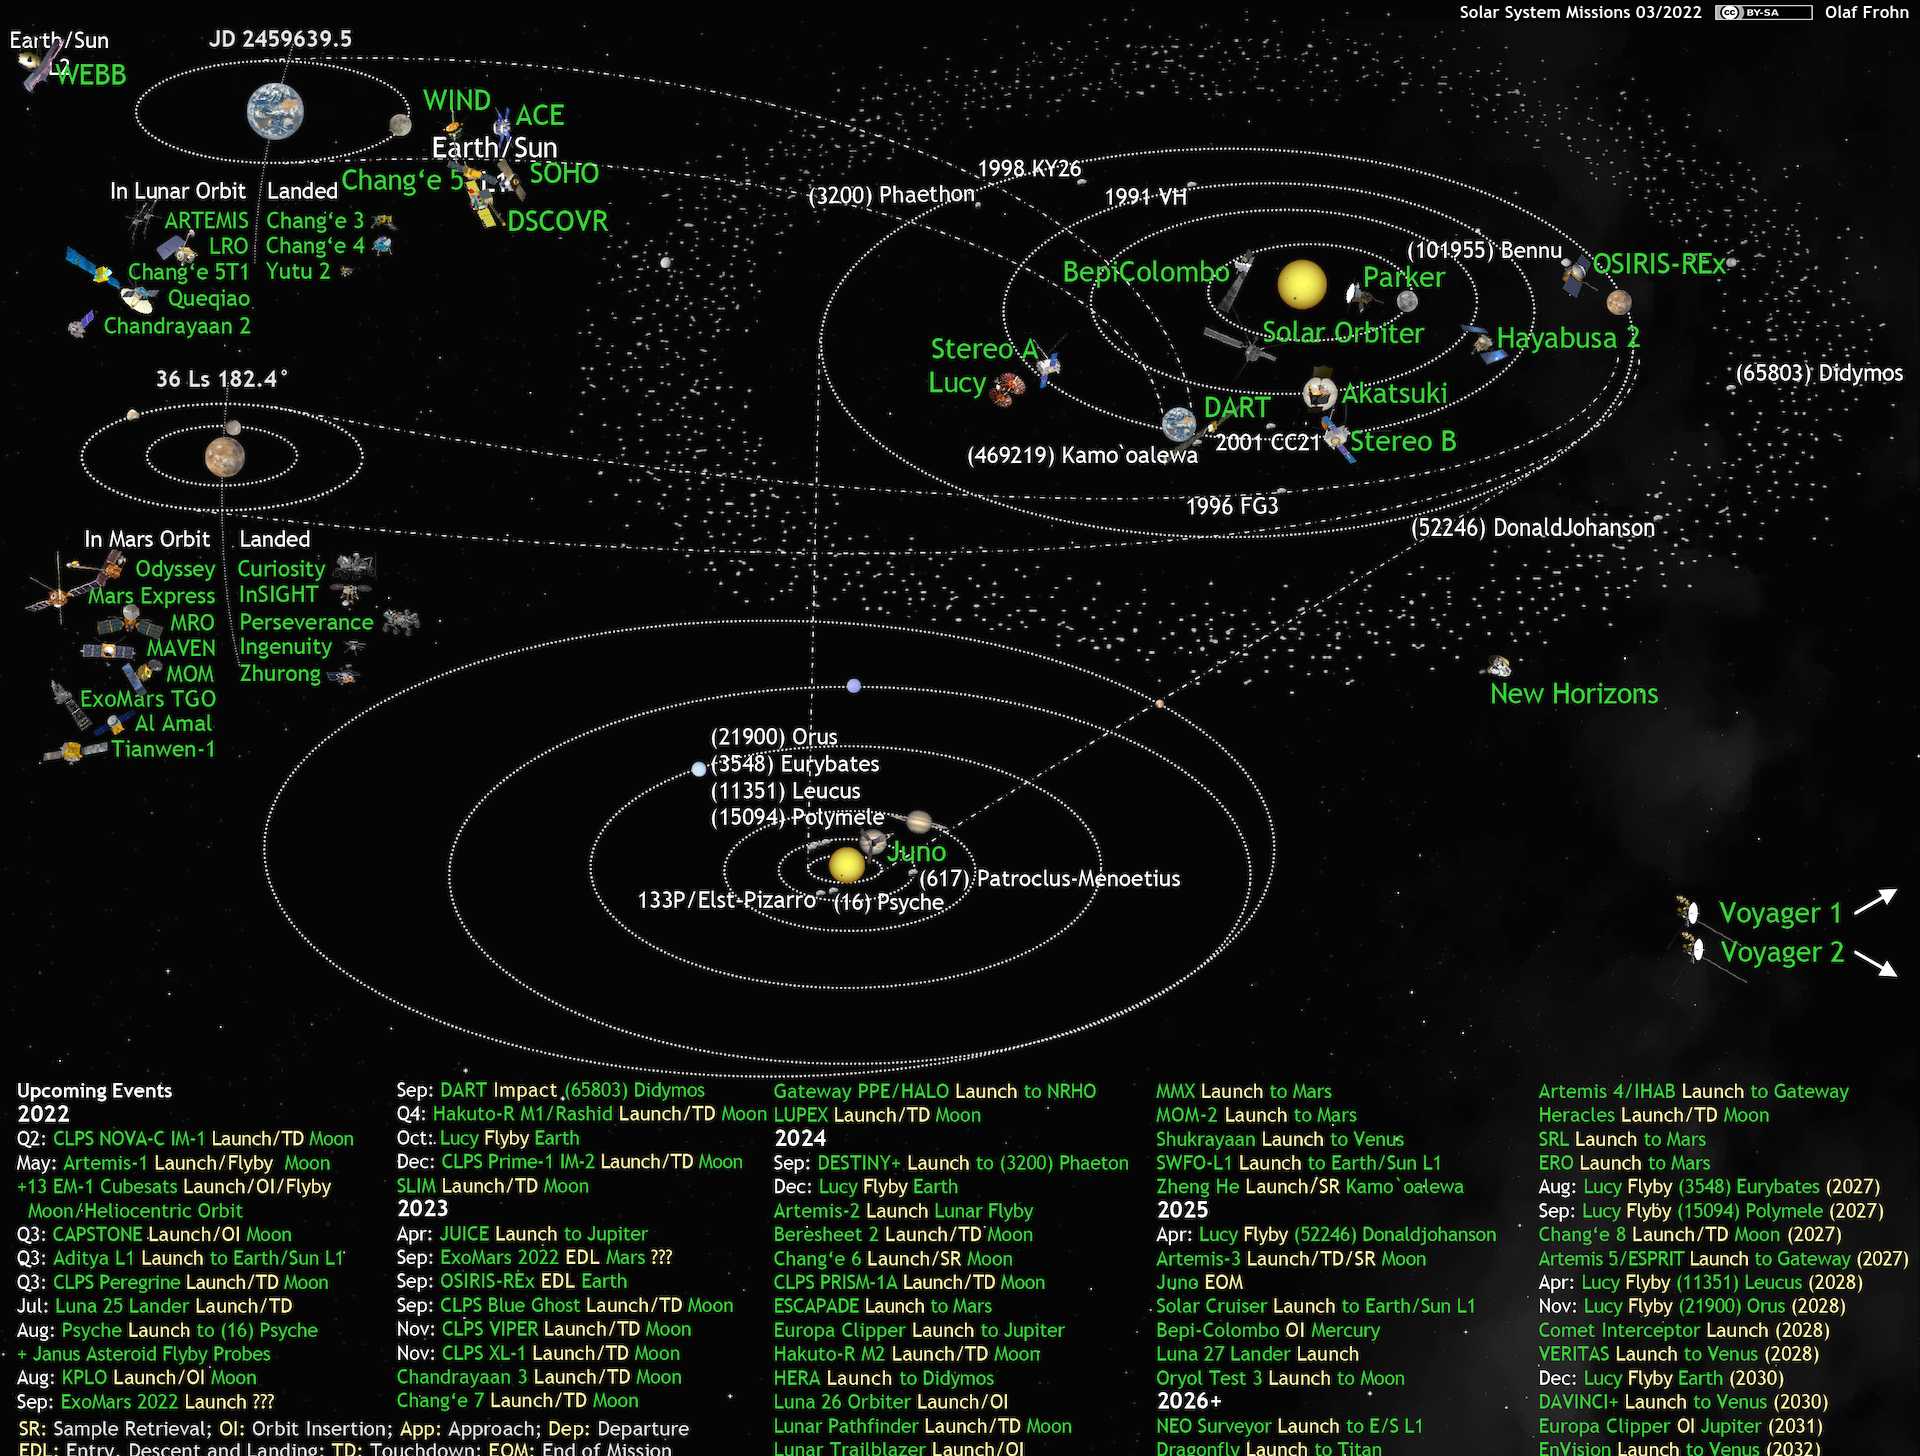 Solar System Missions 03/2022 (cc) BY-SA Olaf Frohn
Earth/Sun
L2
WEBB
JD 2459639.5
WIND
ACE
Earth/Sun
Chang‘e 5
SOHO
DSCOVR
In Lunar Orbit
ARTEMIS
LRO
Chang‘e 5T1
Queqiao
Chandrayaan 2
Landed
Chang‘e 3
Chang‘e 4
Yutu 2
(3200) Phaethon
1998 KY26
1991 VH
(101955) Bennu
OSIRIS-REx
BepiColombo
Parker
Solar Orbiter
Hayabusa 2
Stereo A
Lucy
DART
Akatsuki
2001 CC21
Stereo B
(469219) Kamo`oalewa
(65803) Didymos
1996 FG3
(52246) DonaldJohanson
36 Ls 182.4°
In Mars Orbit
Odyssey
Mars Express
MRO
MAVEN
MOM
ExoMars TGO
Al Amal
Tianwen-1
Landed
Curiosity
InSIGHT
Perseverance
Ingenuity
Zhurong
New Horizons
(21900) Orus
(3548) Eurybates
(11351) Leucus
(15094) Polymele
Juno
(617) Patroclus-Menoetius
133P/Elst-Pizarro
(16) Psyche
Voyager 1
Voyager 2
Upcoming Events
2022
Q2: CLPS NOVA-C IM-1 Launch/TD Moon
May: Artemis-1 Launch/Flyby Moon
+13 EM-1 Cubesats Launch/OI/Flyby
Moon/Heliocentric Orbit
Q3: CAPSTONE Launch/OI Moon
Q3: Aditya L1 Launch to Earth/Sun L1
Q3: CLPS Peregrine Launch/TD Moon
Jul: Luna 25 Lander Launch/TD
Aug: Psyche Launch to (16) Psyche
+ Janus Asteroid Flyby Probes
Aug: KPLO Launch/OI Moon
Sep: ExoMars 2022 Launch ???
Sep: DART Impact (65803) Didymos
Q4: Hakuto-R M1/Rashid Launch/TD Moon
Oct: Lucy Flyby Earth
Dec: CLPS Prime-1 IM-2 Launch/TD Moon
SLIM Launch/TD Moon
2023
Apr: JUICE Launch to Jupiter
Sep: ExoMars 2022 EDL Mars ???
Sep: OSIRIS-REx EDL Earth
Sep: CLPS Blue Ghost Launch/TD Moon
Nov: CLPS VIPER Launch/TD Moon
Nov: CLPS XL-1 Launch/TD Moon
Chandrayaan 3 Launch/TD Moon
Chang‘e 7 Launch/TD Moon
Gateway PPE/HALO Launch to NRHO
LUPEX Launch/TD Moon
2024
Sep: DESTINY+ Launch to (3200) Phaeton
Dec: Lucy Flyby Earth
Artemis-2 Launch Lunar Flyby
Beresheet 2 Launch/TD Moon
Chang‘e 6 Launch/SR Moon
CLPS PRISM-1A Launch/TD Moon
ESCAPADE Launch to Mars
Europa Clipper Launch to Jupiter
Hakuto-R M2 Launch/TD Moon
HERA Launch to Didymos
Luna 26 Orbiter Launch/OI
Lunar Pathfinder Launch/TD Moon
Lunar Trailblazer Launch/OI
MMX Launch to Mars
MOM-2 Launch to Mars
Shukrayaan Launch to Venus
SWFO-L1 Launch to Earth/Sun L1
Zheng He Launch/SR Kamo`oalewa
2025
Apr: Lucy Flyby (52246) Donaldjohanson
Artemis-3 Launch/TD/SR Moon
Juno EOM
Solar Cruiser Launch to Earth/Sun L1
Bepi-Colombo OI Mercury
Luna 27 Lander Launch
Oryol Test 3 Launch to Moon
2026+
NEO Surveyor Launch to E/S L1
Dragonfly Launch to Titan
Artemis 4/IHAB Launch to Gateway
Heracles Launch/TD Moon
SRL Launch to Mars
ERO Launch to Mars
Aug: Lucy Flyby (3548) Eurybates (2027)
Sep: Lucy Flyby (15094) Polymele (2027)
Chang‘e 8 Launch/TD Moon (2027)
Artemis 5/ESPRIT Launch to Gateway (2027)
Apr: Lucy Flyby (11351) Leucus (2028)
Nov: Lucy Flyby (21900) Orus (2028)
Comet Interceptor Launch (2028)
VERITAS Launch to Venus (2028)
Dec: Lucy Flyby Earth (2030)
DAVINCI+ Launch to Venus (2030)
Europa Clipper OI Jupiter (2031)
EnVision Launch to Venus (2032)
SR: Sample Retrieval; OI: Orbit Insertion; App: Approach; Dep: Departure
EDL: Entry, Descent and Landing; TD: Touchdown; EOM: End of Mission